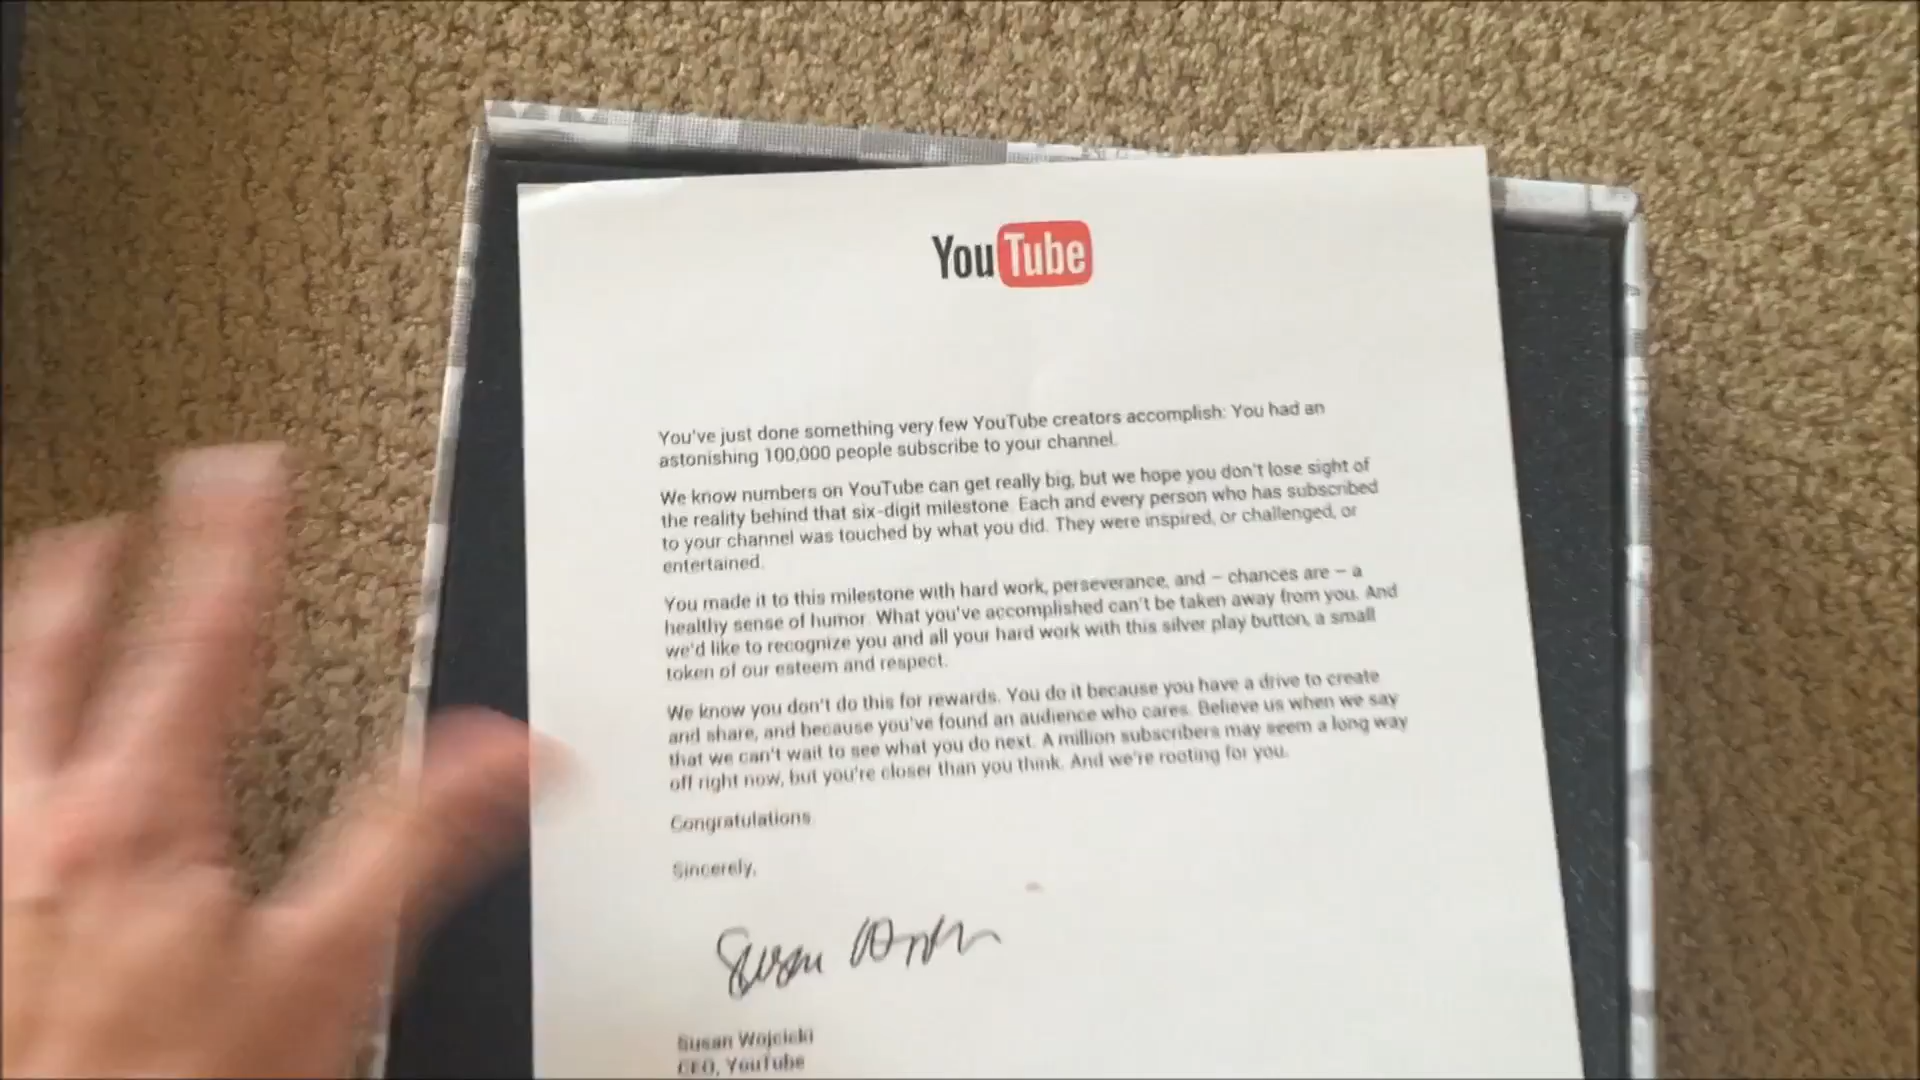 YouTube
You've just done something very few YouTube creators accomplish: You had an
astonishing 100,000 people subscribe to your channel.
We know numbers on YouTube can get really big, but we hope you don't lose sight of
the reality behind that six-digit milestone. Each and every person who has subscribed
to your channel was touched by what you did. They were inspired, or challenged, or
entertained.
You made it to this milestone with hard work, perseverance, and – chances are – a
healthy sense of humor. What you've accomplished can't be taken away from you. And
we'd like to recognize you and all your hard work with this silver play button, a small
token of our esteem and respect.
We know you don't do this for rewards. You do it because you have a drive to create
and share, and because you've found an audience who cares. Believe us when we say
that we can't wait to see what you do next. A million subscribers may seem a long way
off right now, but you're closer than you think. And we're rooting for you.
Congratulations
Sincerely,
Susan Wojcicki
Susan Wojcicki
CEO, YouTube